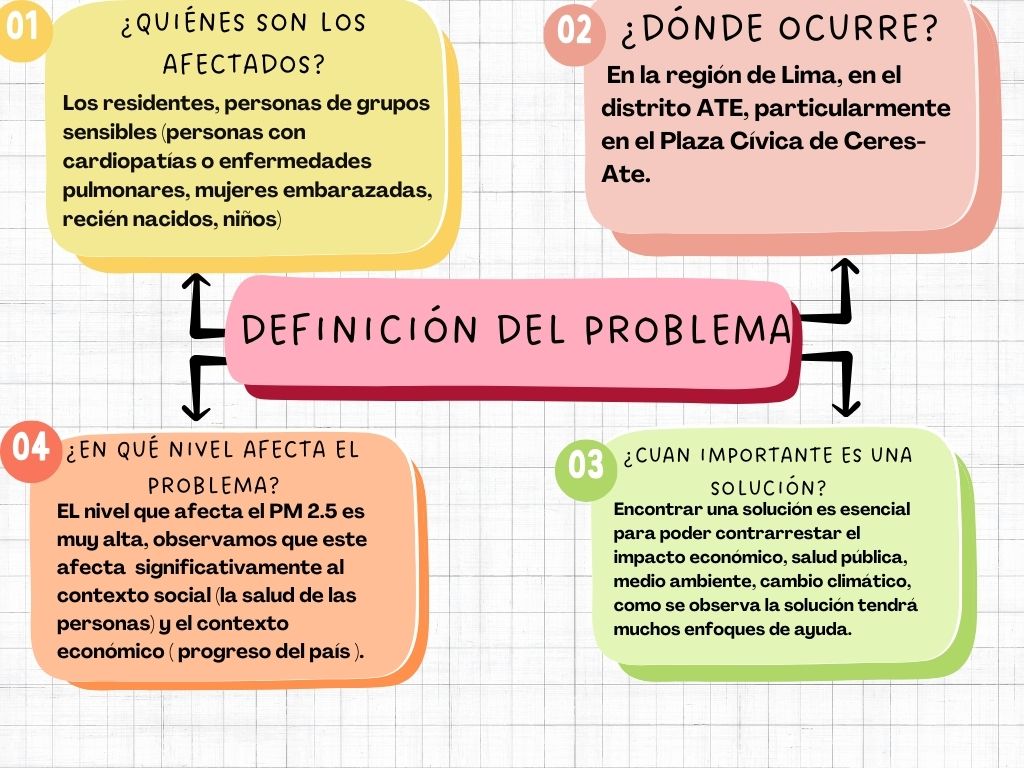 01
¿QUIÉNES SON LOS
AFECTADOS?
Los residentes, personas de grupos
sensibles (personas con
cardiopatías o enfermedades
pulmonares, mujeres embarazadas,
recién nacidos, niños)
02
¿DÓNDE OCURRE?
En la región de Lima, en el
distrito ATE, particularmente
en el Plaza Cívica de Ceres-
Ate.
DEFINICIÓN DEL PROBLEMA
04
¿EN QUÉ NIVEL AFECTA EL
PROBLEMA?
EL nivel que afecta el PM 2.5 es
muy alta, observamos que este
afecta significativamente al
contexto social (la salud de las
personas) y el contexto
económico ( progreso del país ).
03
¿CUAN IMPORTANTE ES UNA
SOLUCIÓN?
Encontrar una solución es esencial
para poder contrarrestar el
impacto económico, salud pública,
medio ambiente, cambio climático,
como se observa la solución tendrá
muchos enfoques de ayuda.